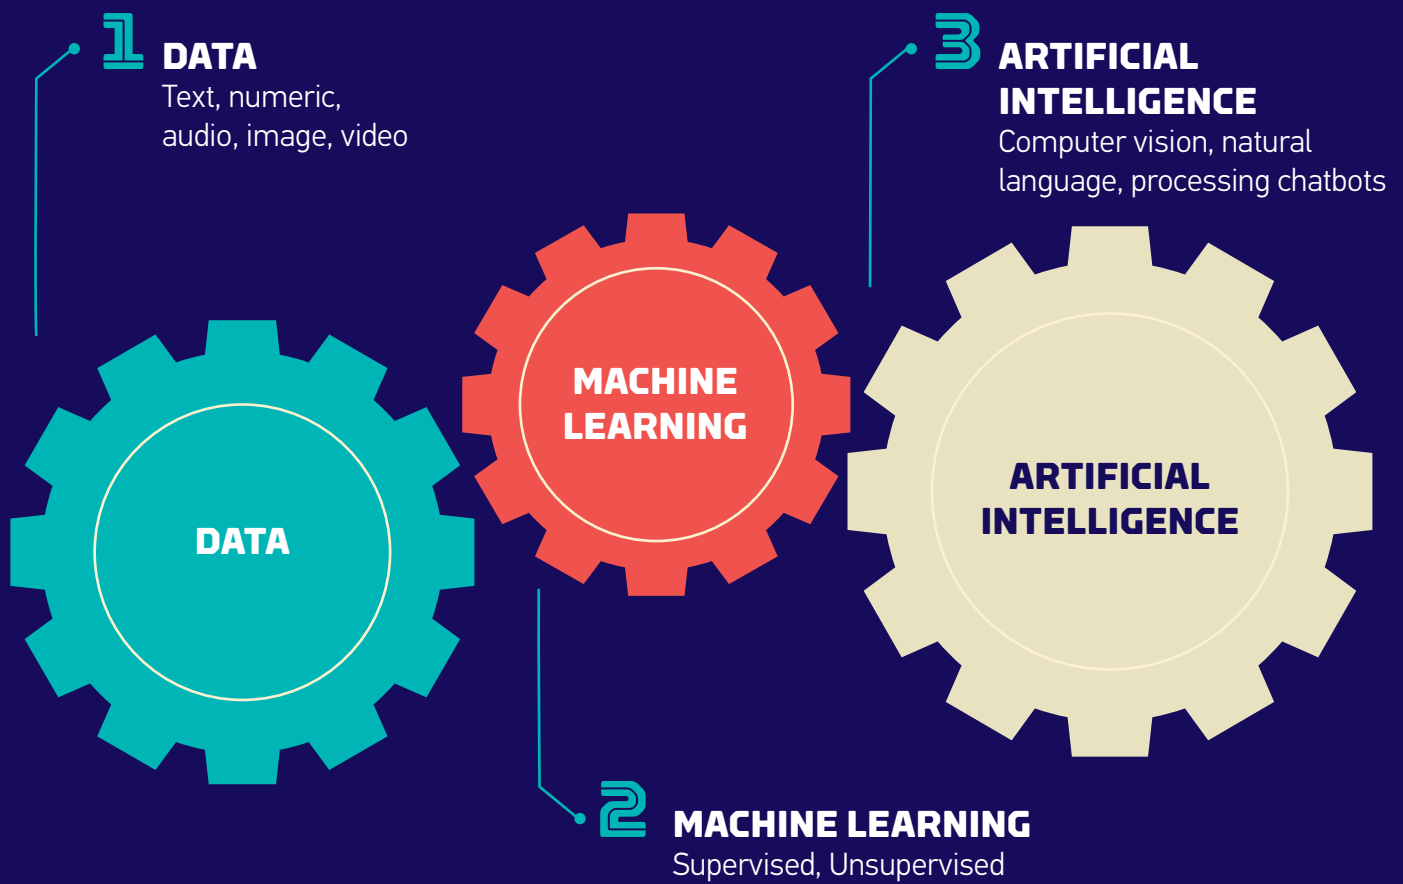 1
DATA
Text, numeric,
audio, image, video
3
ARTIFICIAL
INTELLIGENCE
Computer vision, natural
language, processing chatbots
MACHINE
LEARNING
DATA
ARTIFICIAL
INTELLIGENCE
2
MACHINE LEARNING
Supervised, Unsupervised